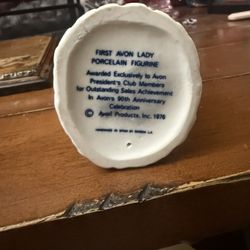 FIRST AVON LADY
PORCELAIN FIGURINE
Awarded Exclusively to Avon
President's Club Members
for Outstanding Sales Achievement
In Avon's 90th Anniversary
Celebration
© Avon Products, Inc. 1976